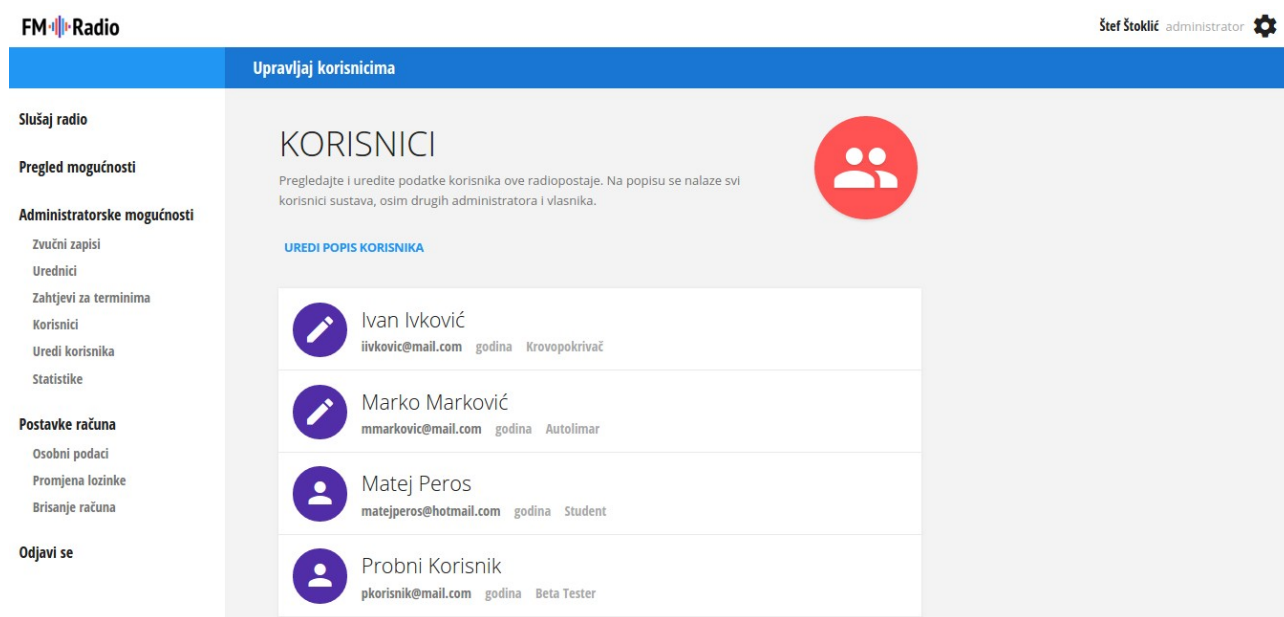 FM Radio
Štef Štoklić administrator
Upravljaj korisnicima
Slušaj radio
Pregled mogućnosti
Administratorske mogućnosti
Zvučni zapisi
Urednici
Zahtjevi za terminima
Korisnici
Uredi korisnika
Statistike
Postavke računa
Osobni podaci
Promjena lozinke
Brisanje računa
Odjavi se
KORISNICI
Pregledajte i uredite podatke korisnika ove radiopostaje. Na popisu se nalaze svi
korisnici sustava, osim drugih administratora i vlasnika.
UREDI POPIS KORISNIKA
Ivan Ivković
iivkovic@mail.com godina Krovopokrivač
Marko Marković
mmarkovic@mail.com godina Autolimar
Matej Peros
matejperos@hotmail.com godina Student
Probni Korisnik
pkorisnik@mail.com godina Beta Tester